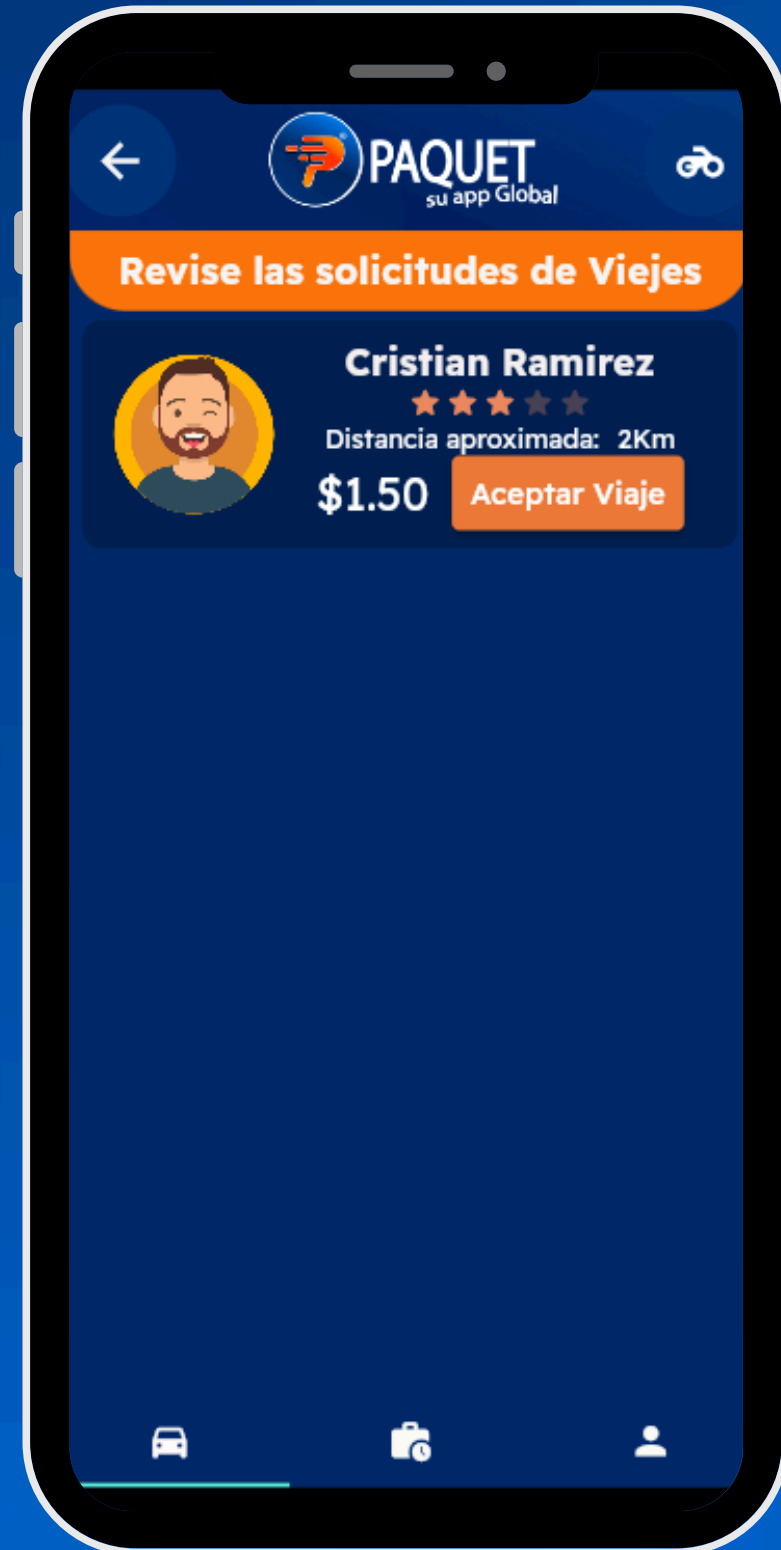 PAQUET
su app Global
Revise las solicitudes de Viejes
Cristian Ramirez
Distancia aproximada: 2Km
$1.50 Aceptar Viaje